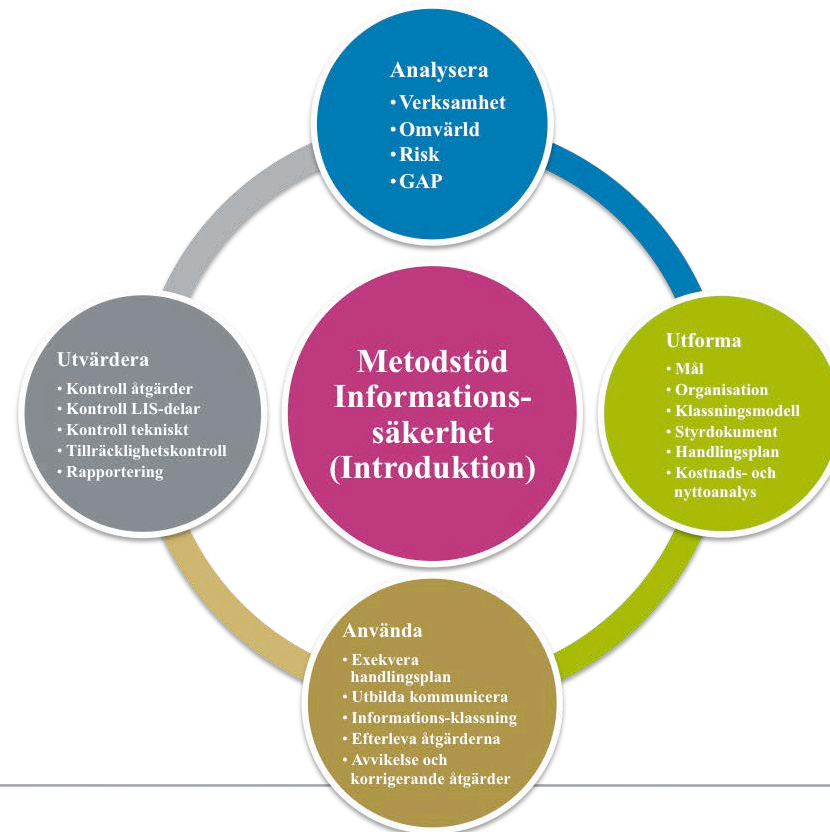 Analysera
• Verksamhet
• Omvärld
• Risk
• GAP
Utvärdera
• Kontroll åtgärder
• Kontroll LIS-delar
• Kontroll tekniskt
• Tillräcklighetskontroll
• Rapportering
Metodstöd
Informations-
säkerhet
(Introduktion)
Utforma
• Mål
• Organisation
• Klassningsmodell
• Styrdokument
• Handlingsplan
• Kostnads- och
nyttoanalys
Använda
• Exekvera
handlingsplan
• Utbilda kommunicera
• Informations-klassning
• Efterleva åtgärderna
• Avvikelse och
korrigerande åtgärder